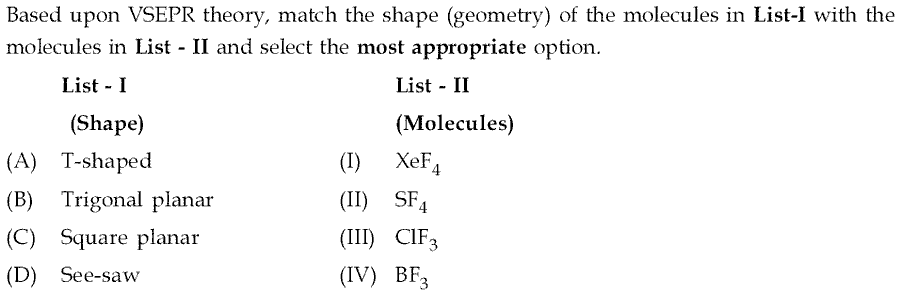 Based upon VSEPR theory, match the shape (geometry) of the molecules in List-I with the
molecules in List - II and select the most appropriate option.
List - I List - II
(Shape) (Molecules)
(A) T-shaped (I) XeF₄
(B) Trigonal planar (II) SF₄
(C) Square planar (III) ClF₃
(D) See-saw (IV) BF₃